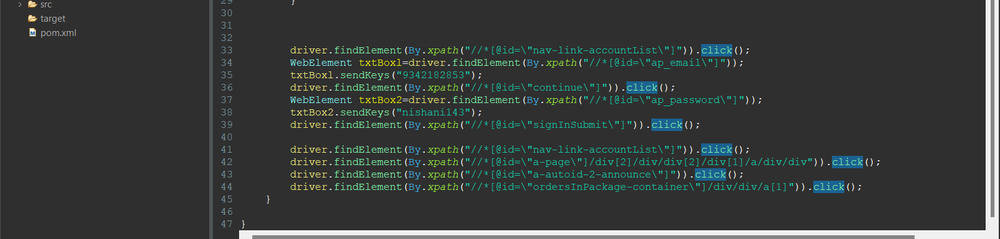 src
target
pom.xml
29 }
30
31
32
33 driver.findElement(By.xpath("//*[@id=\"nav-link-accountList\"]")).click();
34 WebElement txtBoxl=driver.findElement(By.xpath("//*[@id=\"ap_email\"]"));
35 txtBoxl.sendKeys("9342182853");
36 driver.findElement(By.xpath("//*[@id=\"continue\"]")).click();
37 WebElement txtBox2=driver.findElement(By.xpath("//*[@id=\"ap_password\"]"));
38 txtBox2.sendKeys("nishani143");
39 driver.findElement(By.xpath("//*[@id=\"signInSubmit\"]")).click();
40
41 driver.findElement(By.xpath("//*[@id=\"nav-link-accountList\"]")).click();
42 driver.findElement(By.xpath("//*[@id=\"a-page\"]/div[2]/div/div[2]/div[1]/a/div/div")).click();
43 driver.findElement(By.xpath("//*[@id=\"a-autoid-2-announce\"]")).click();
44 driver.findElement(By.xpath("//*[@id=\"ordersInPackage-container\"]/div/div/a[1]")).click();
45 }
46
47 }